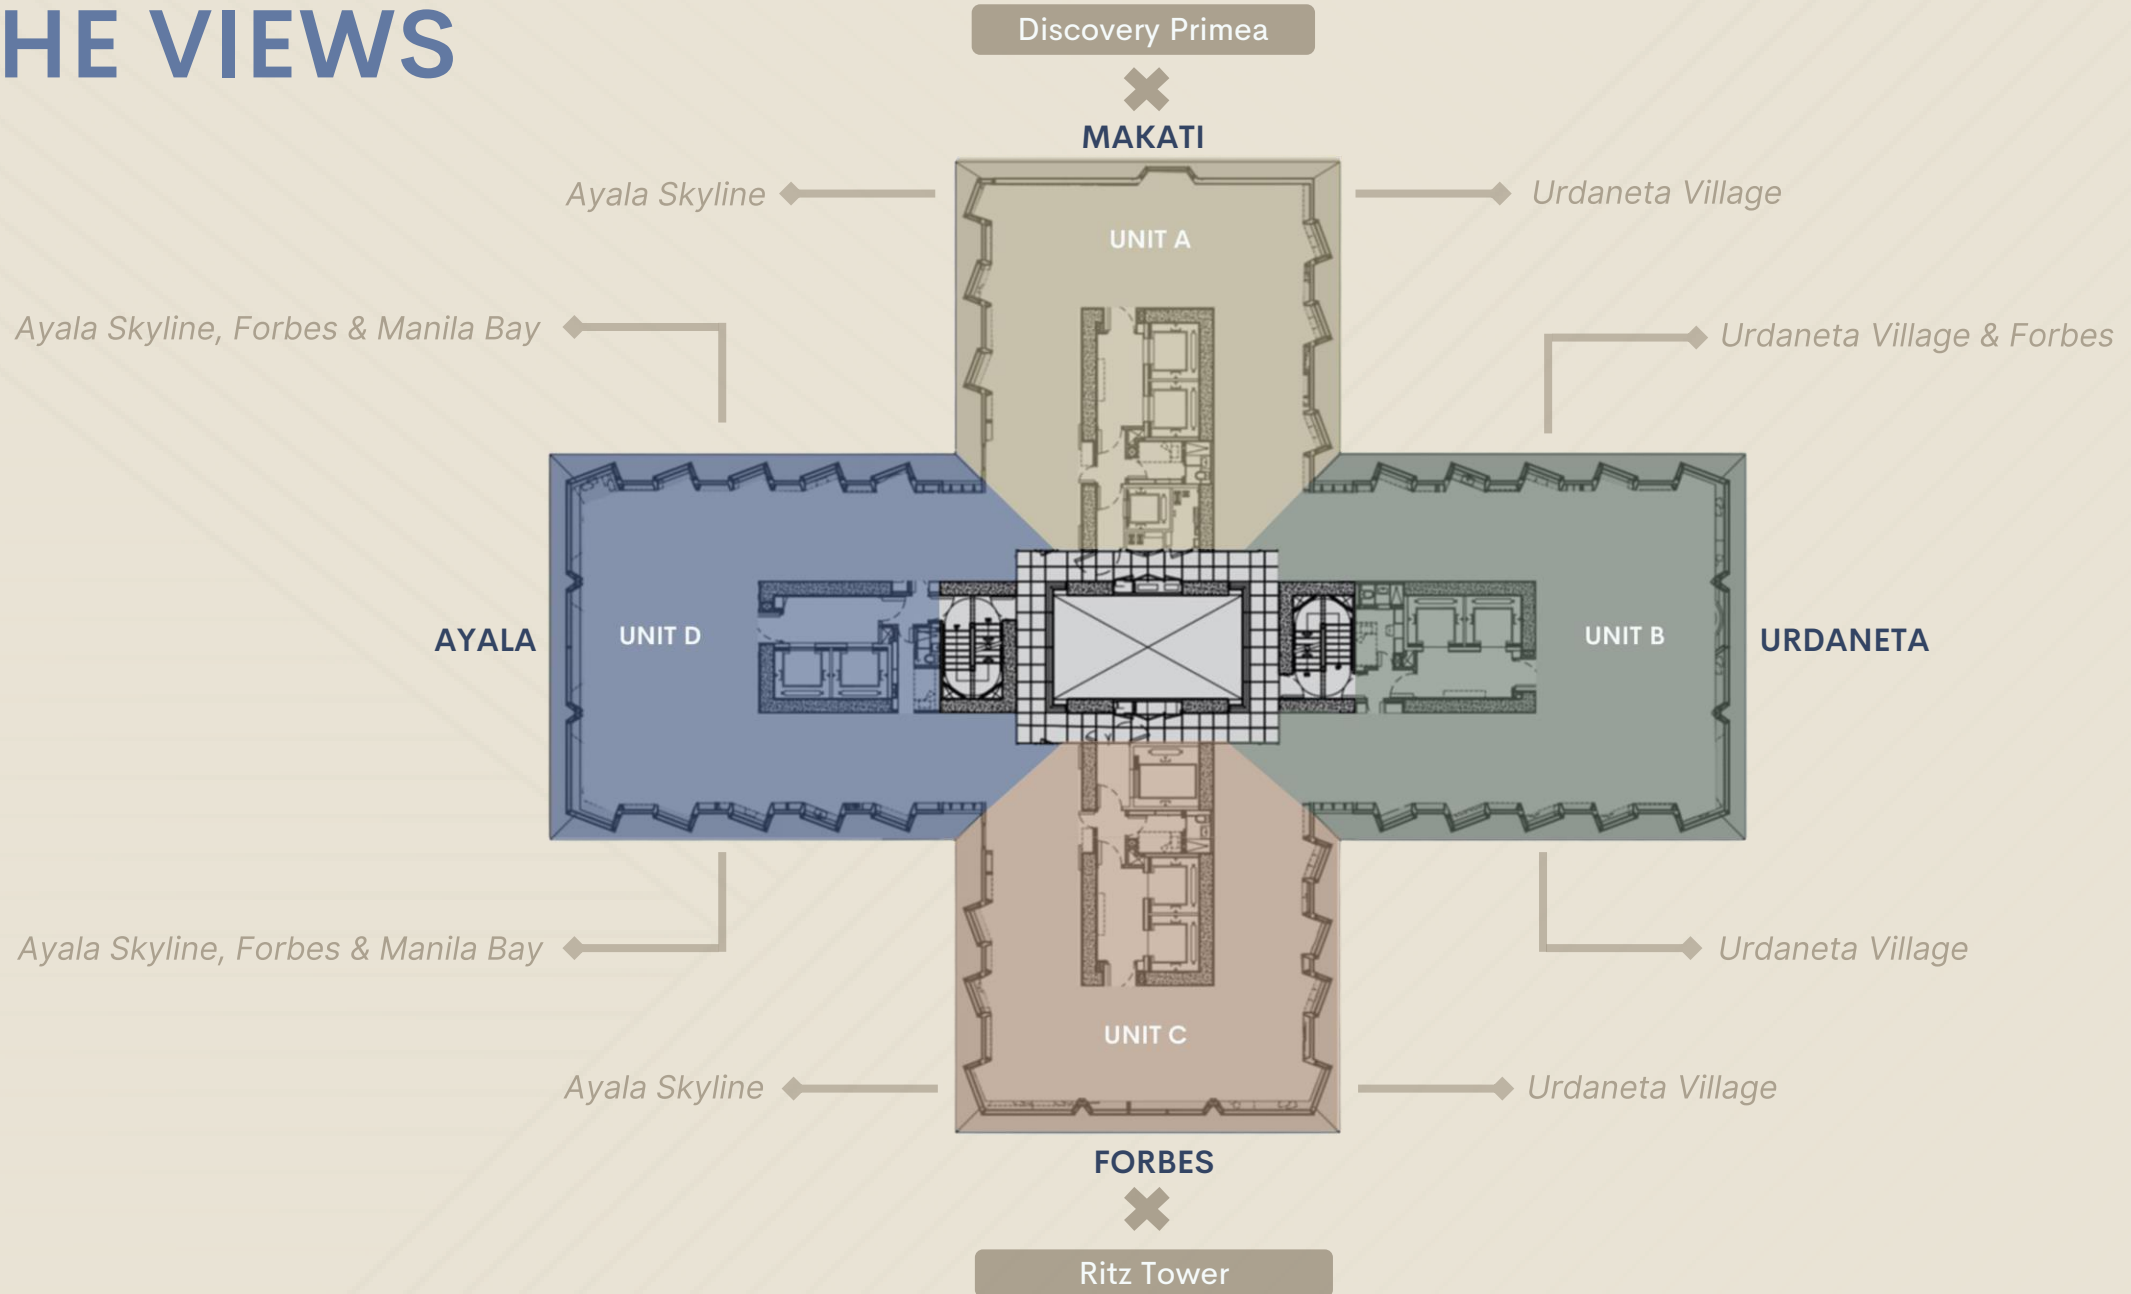 HE VIEWS
Discovery Primea
MAKATI
Ayala Skyline
Urdaneta Village
UNIT A
Ayala Skyline, Forbes & Manila Bay
Urdaneta Village & Forbes
AYALA
UNIT D
UNIT B
URDANETA
Ayala Skyline, Forbes & Manila Bay
Urdaneta Village
UNIT C
Ayala Skyline
Urdaneta Village
FORBES
Ritz Tower